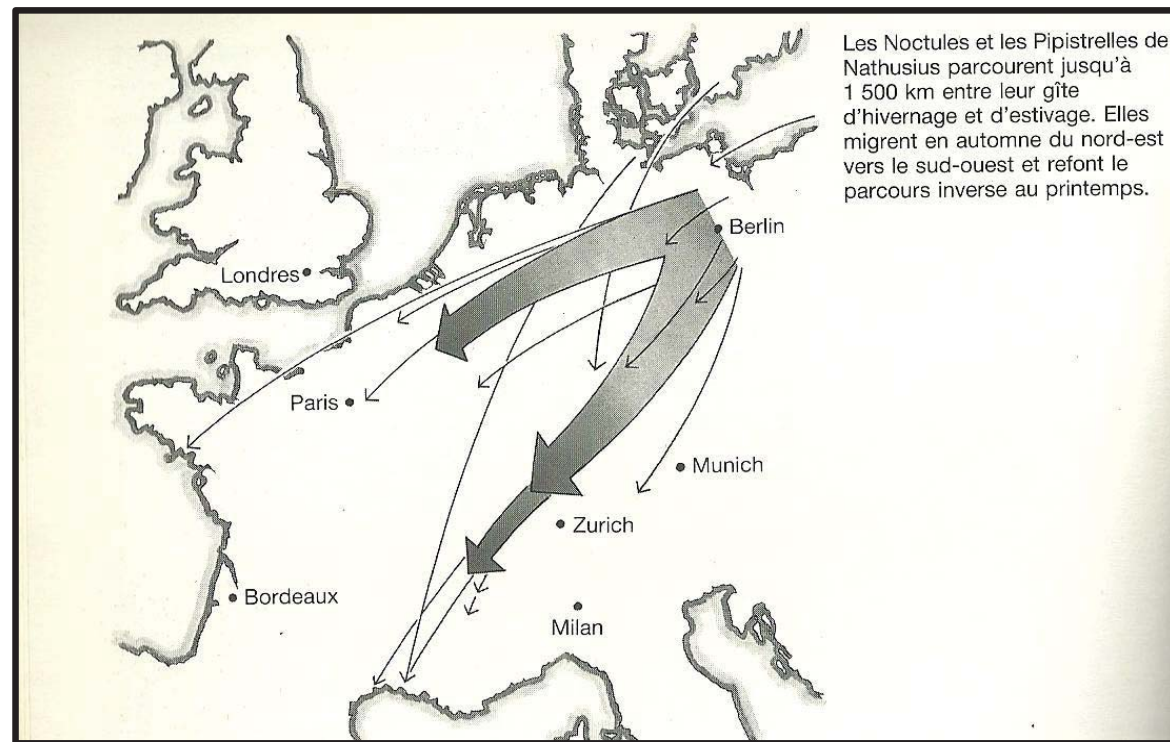 Les Noctules et les Pipistrelles de
Nathusius parcourent jusqu'à
1 500 km entre leur gîte
d'hivernage et d'estivage. Elles
migrent en automne du nord-est
vers le sud-ouest et refont le
parcours inverse au printemps.
Berlin
Londres
Paris
Munich
Zurich
Bordeaux
Milan